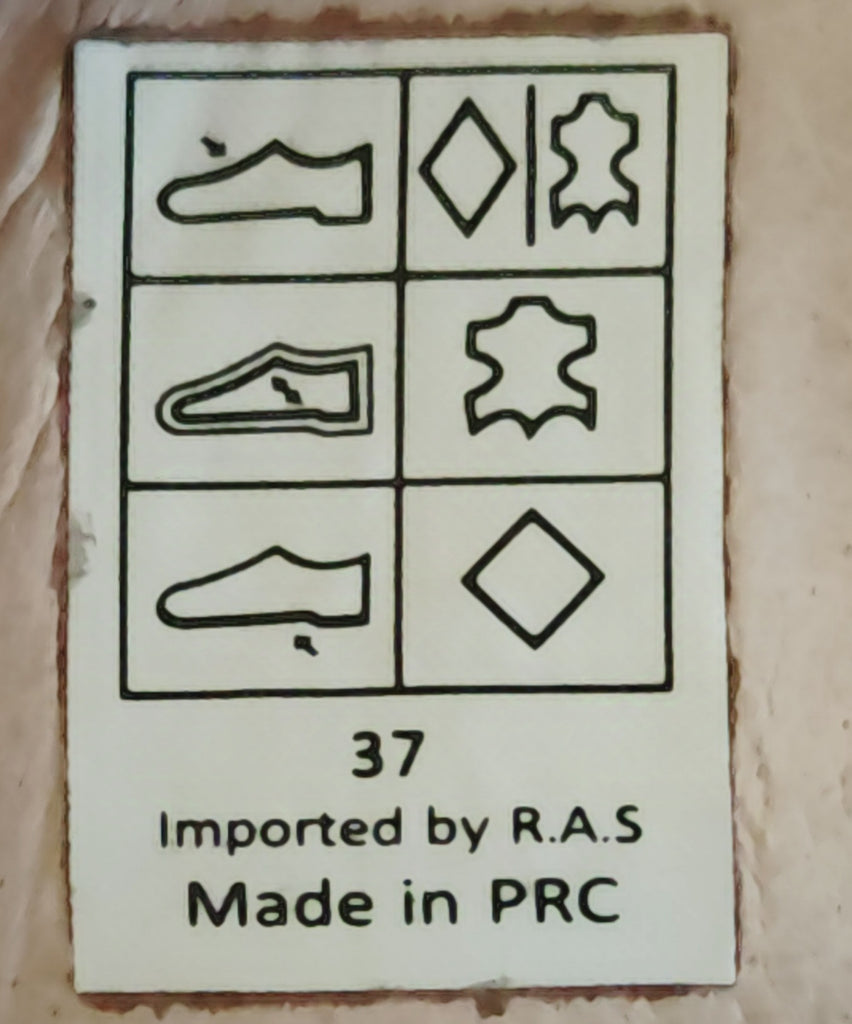 37
Imported by R.A.S
Made in PRC